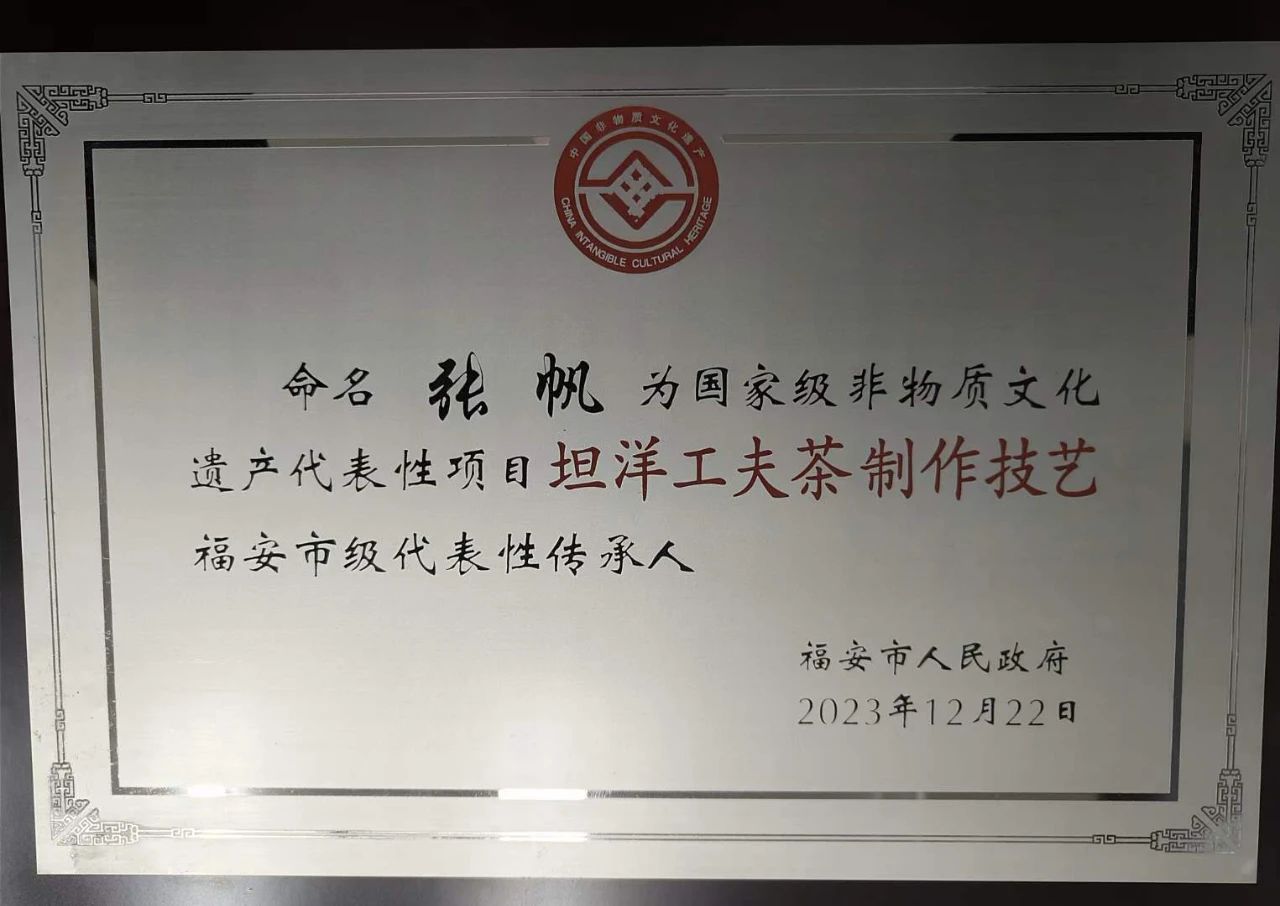 中国非物质文化遗产
CHINA INTANGIBLE CULTURAL HERITAGE
命名 张 帆 为国家级非物质文化
遗产代表性项目坦洋工夫茶制作技艺
福安市级代表性传承人
福安市人民政府
2023年12月22日